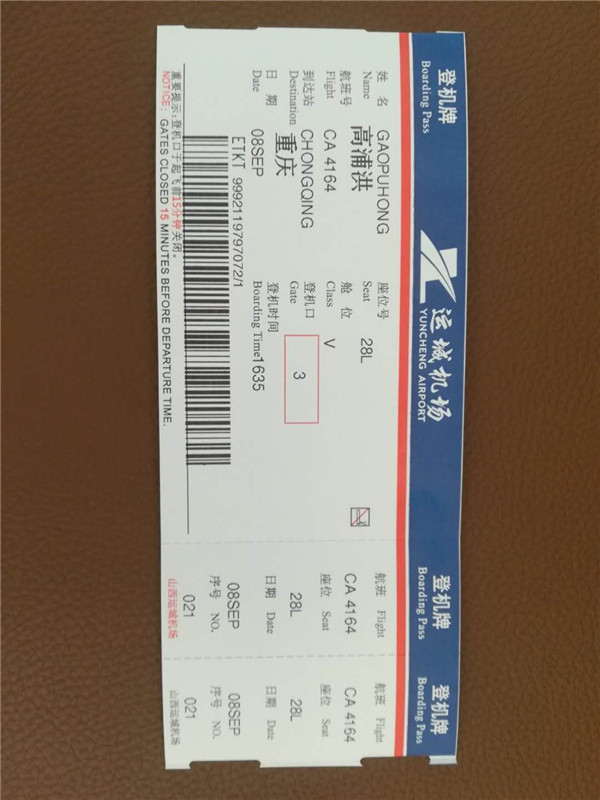 登机牌
Boarding Pass
运城机场
YUNCHENG AIRPORT
登机牌
Boarding Pass
登机牌
Boarding Pass
姓 名 GAOPUHONG
Name 高浦洪
座位号
Seat 28L
航班号 CA 4164
Flight
舱 位 V
Class
到达站 CHONGQING
Destination 重庆
登机口 3
Gate
日 期 08SEP
Date
登机时间
Boarding Time 1635
ETKT 9992119797072/1
重要提示:登机口于起飞前15分钟关闭。
NOTICE: GATES CLOSED 15 MINUTES BEFORE DEPARTURE TIME.
航班 Flight
CA 4164
座位 Seat
28L
日期 Date
08SEP
序号 NO.
021
山西运城机场
航班 Flight
CA 4164
座位 Seat
28L
日期 Date
08SEP
序号 NO.
021
山西运城机场